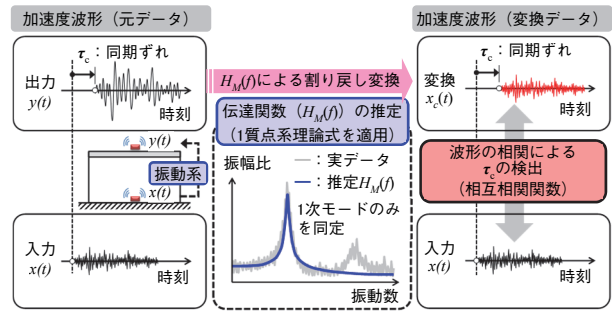 加速度波形（元データ）
τc：同期ずれ
出力
y(t)
時刻
y(t)
振動系
x(t)
入力
x(t)
時刻
HM(f)による割り戻し変換
伝達関数（HM(f)）の推定
（1質点系理論式を適用）
振幅比
：実データ
：推定HM(f)
1次モードのみ
を同定
振動数
加速度波形（変換データ）
τc：同期ずれ
変換
xc(t)
時刻
波形の相関による
τcの検出
（相互相関関数）
入力
x(t)
時刻